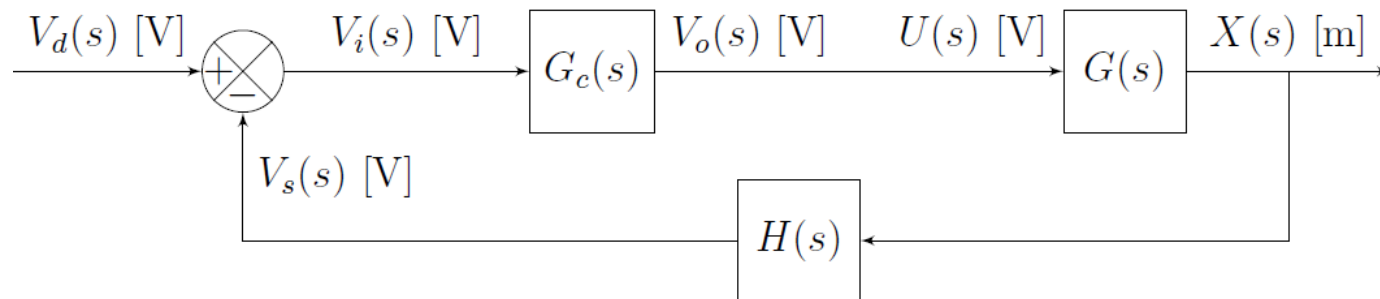 V_d(s) [V] V_i(s) [V] V_o(s) [V] U(s) [V] X(s) [m]
+ − G_c(s) G(s)
V_s(s) [V]
H(s)